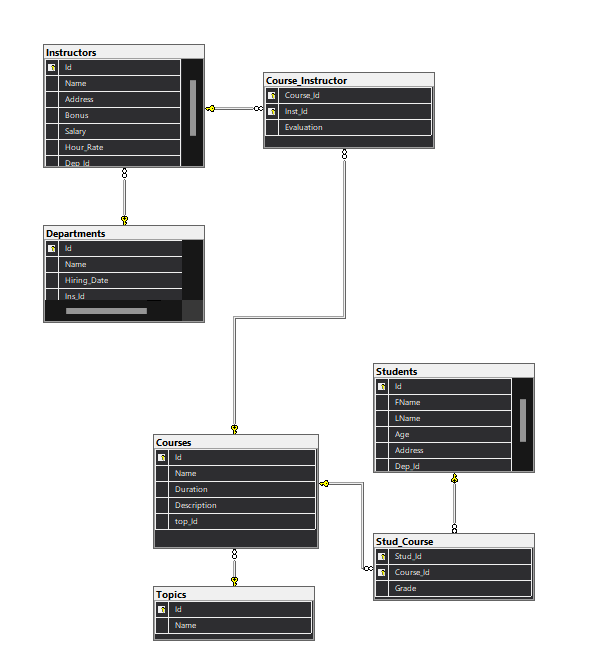 Instructors
Id
Name
Address
Bonus
Salary
Hour_Rate
Dep_Id
Course_Instructor
Course_Id
Inst_Id
Evaluation
Departments
Id
Name
Hiring_Date
Ins_Id
Students
Id
FName
LName
Age
Address
Dep_Id
Courses
Id
Name
Duration
Description
top_Id
Stud_Course
Stud_Id
Course_Id
Grade
Topics
Id
Name